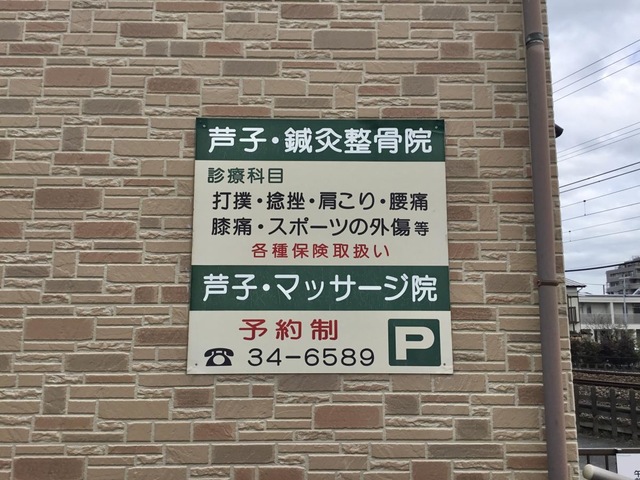 芦子・鍼灸整骨院
診療科目
打撲・捻挫・肩こり・腰痛
膝痛・スポーツの外傷等
各種保険取扱い
芦子・マッサージ院
予約制
☎ 34-6589 P